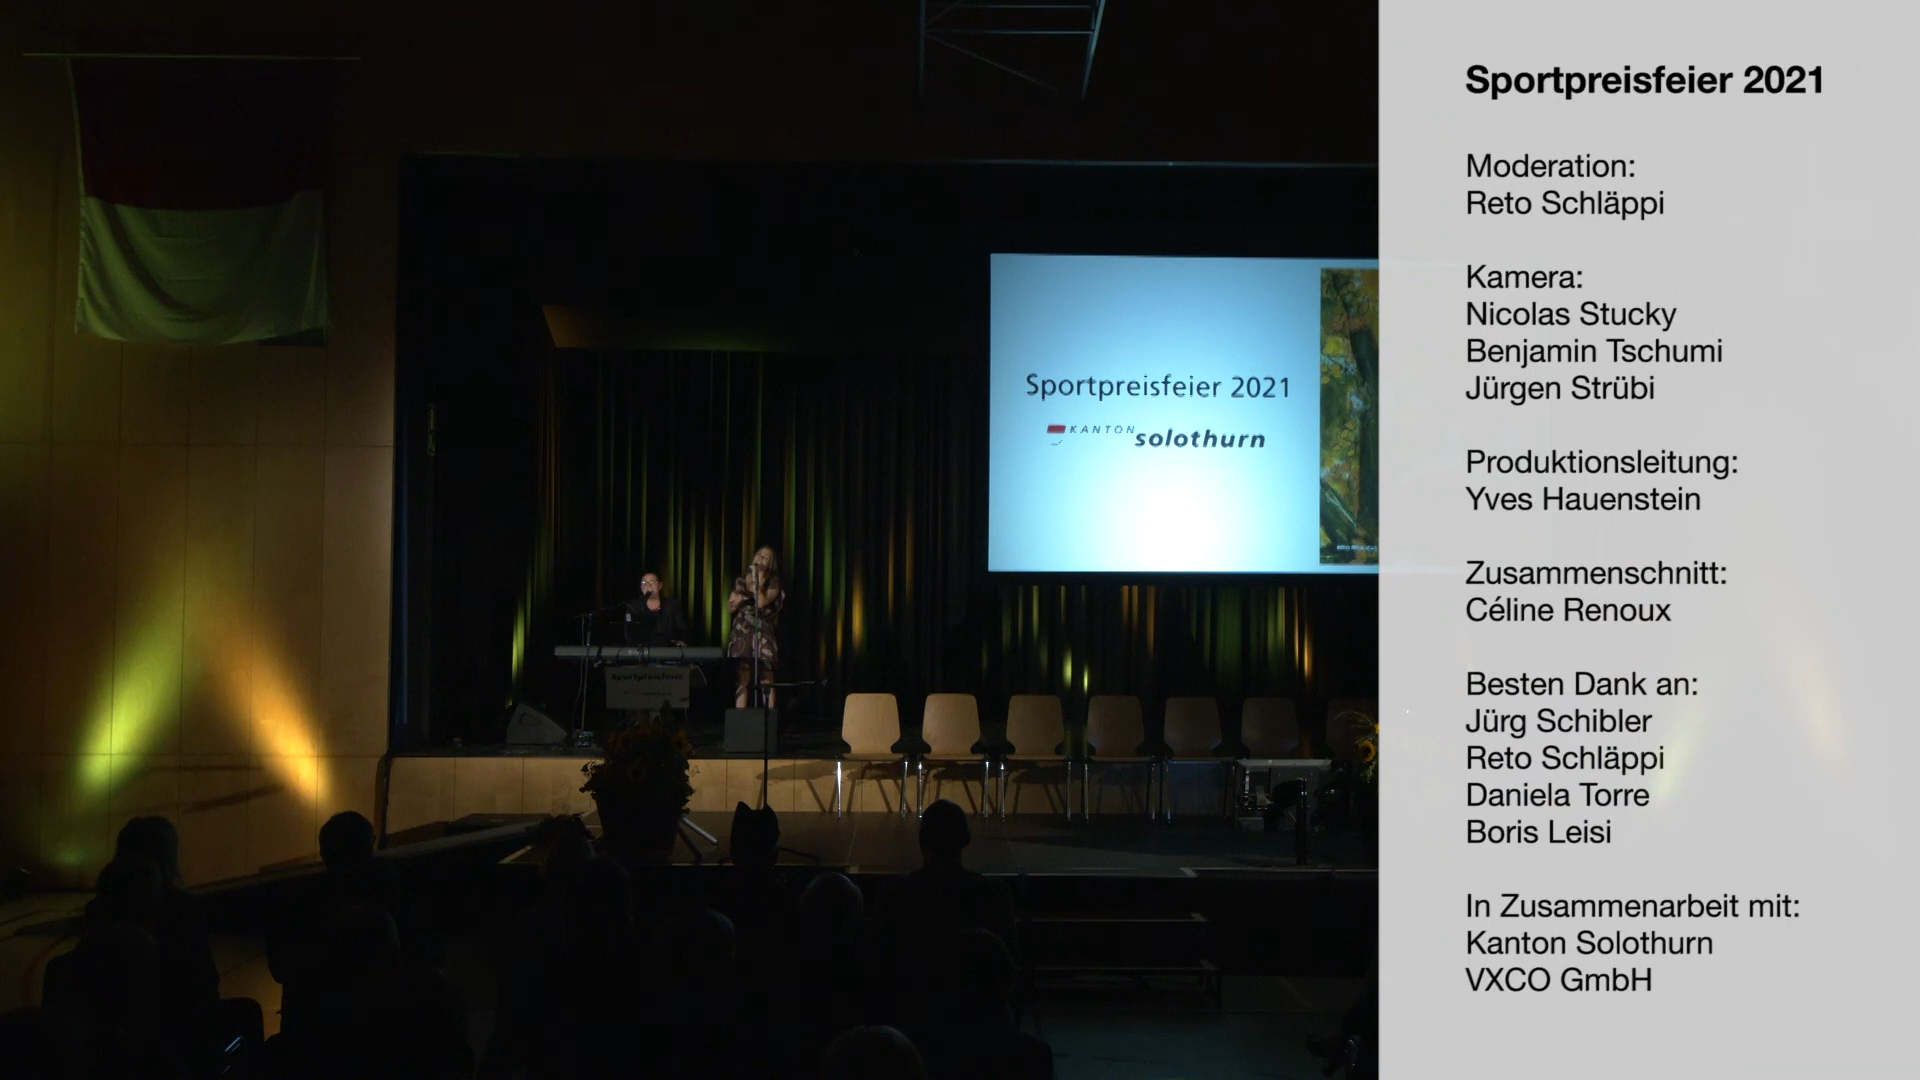 Sportpreisfeier 2021
KANTON solothurn
Sportpreisfeier
Sportpreisfeier 2021
Moderation:
Reto Schläppi
Kamera:
Nicolas Stucky
Benjamin Tschumi
Jürgen Strübi
Produktionsleitung:
Yves Hauenstein
Zusammenschnitt:
Céline Renoux
Besten Dank an:
Jürg Schibler
Reto Schläppi
Daniela Torre
Boris Leisi
In Zusammenarbeit mit:
Kanton Solothurn
VXCO GmbH